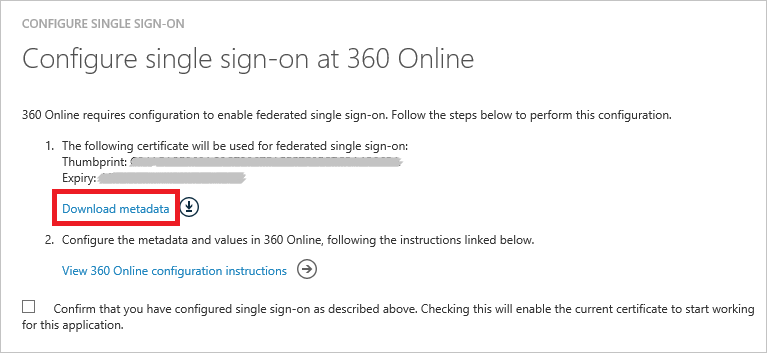 CONFIGURE SINGLE SIGN-ON
Configure single sign-on at 360 Online
360 Online requires configuration to enable federated single sign-on. Follow the steps below to perform this configuration.
1. The following certificate will be used for federated single sign-on:
Thumbprint:
Expiry:
Download metadata
2. Configure the metadata and values in 360 Online, following the instructions linked below.
View 360 Online configuration instructions
Confirm that you have configured single sign-on as described above. Checking this will enable the current certificate to start working
for this application.